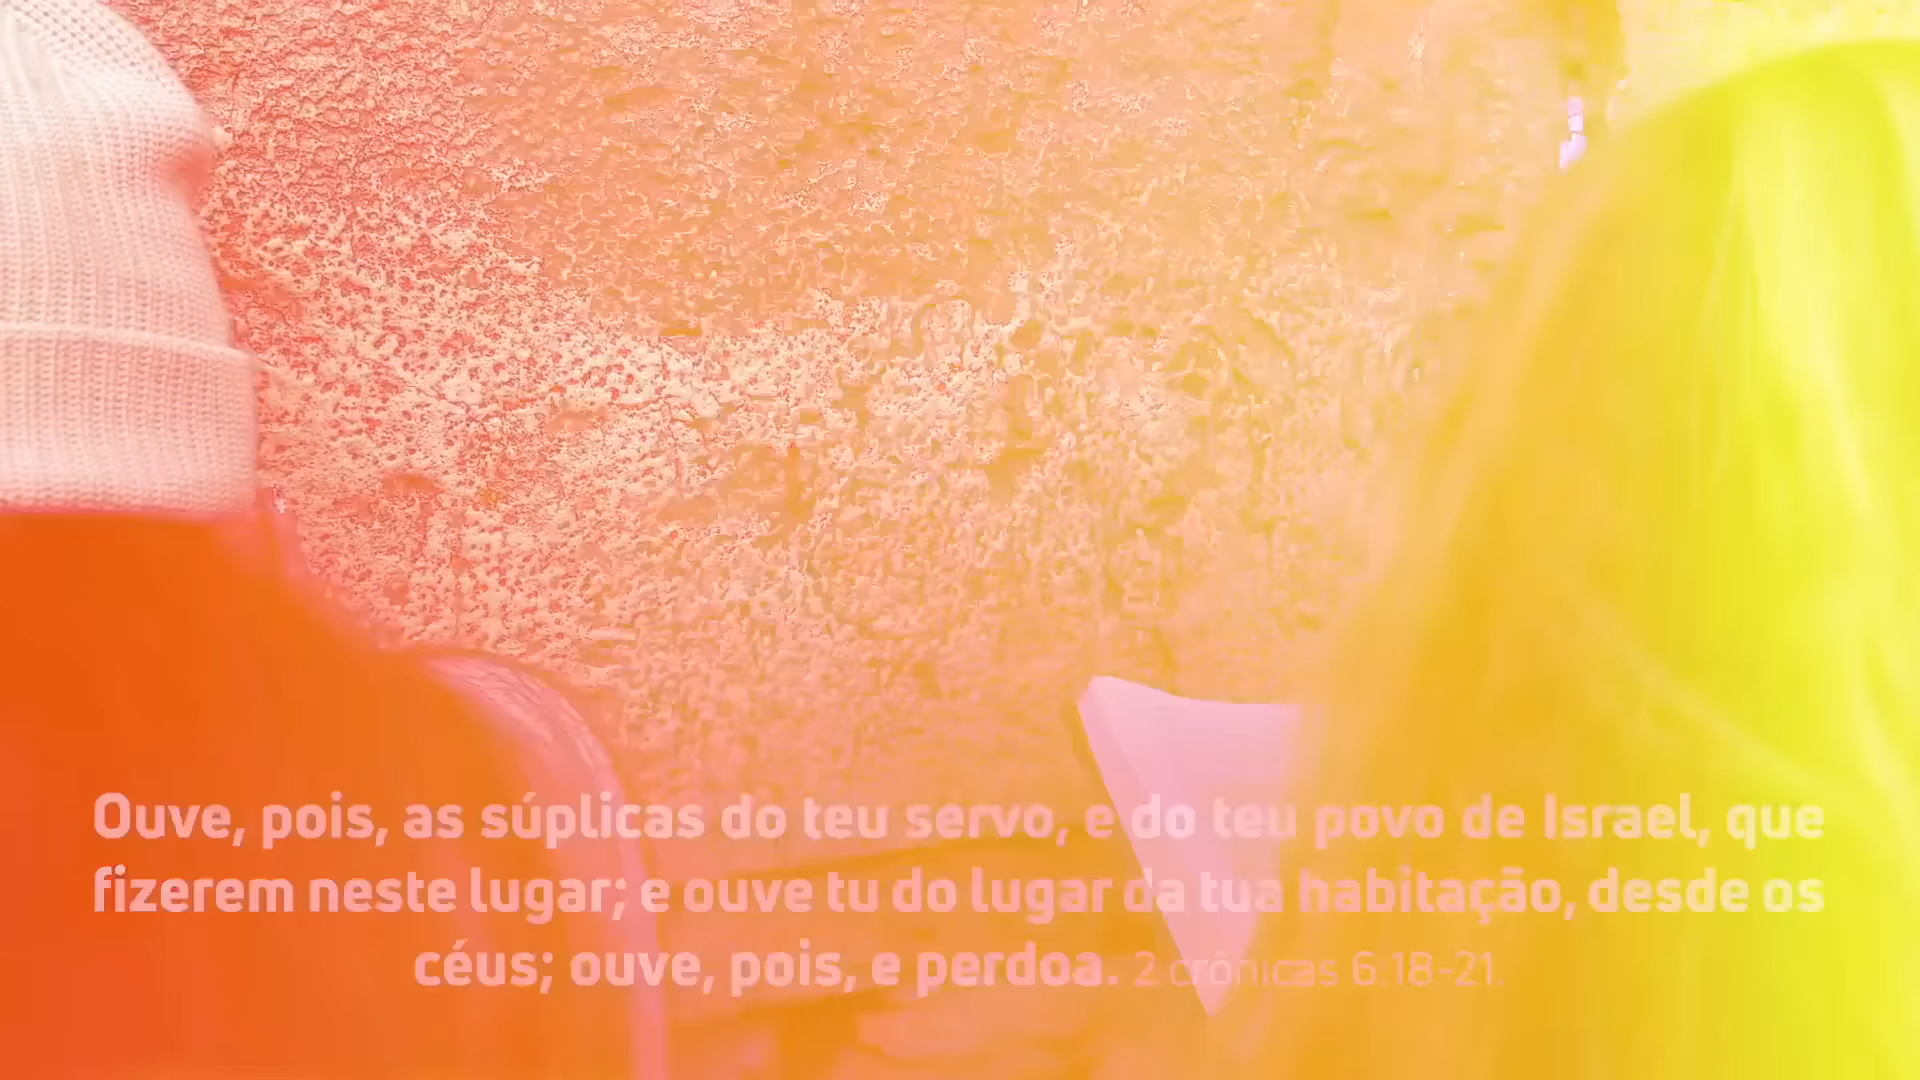 Ouve, pois, as súplicas do teu servo, e do teu povo de Israel, que
fizerem neste lugar; e ouve tu do lugar da tua habitação, desde os
céus; ouve, pois, e perdoa. 2 crônicas 6.18-21.